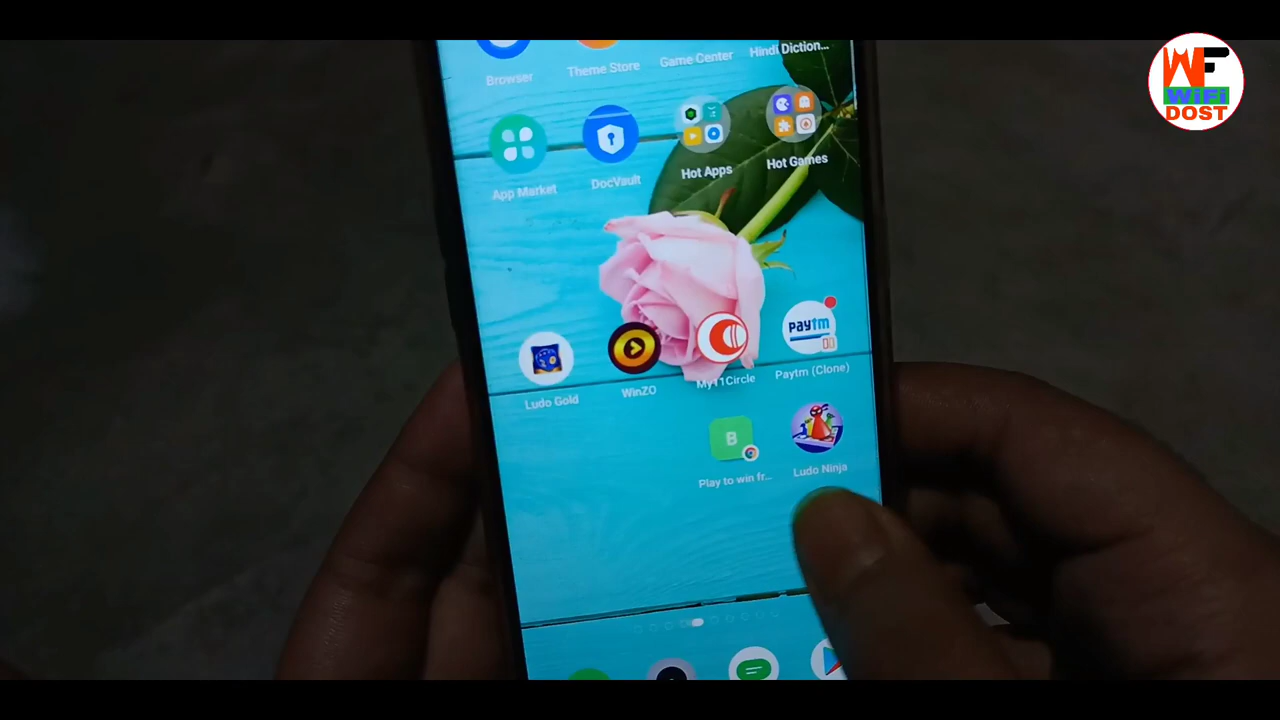 WF
WiFi
DOST
Browser
Theme Store
Game Center
Hindi Diction...
App Market
DocVault
Hot Apps
Hot Games
Paytm
Ludo Gold
WinZO
My11Circle
Paytm (Clone)
B
Play to win fr...
Ludo Ninja